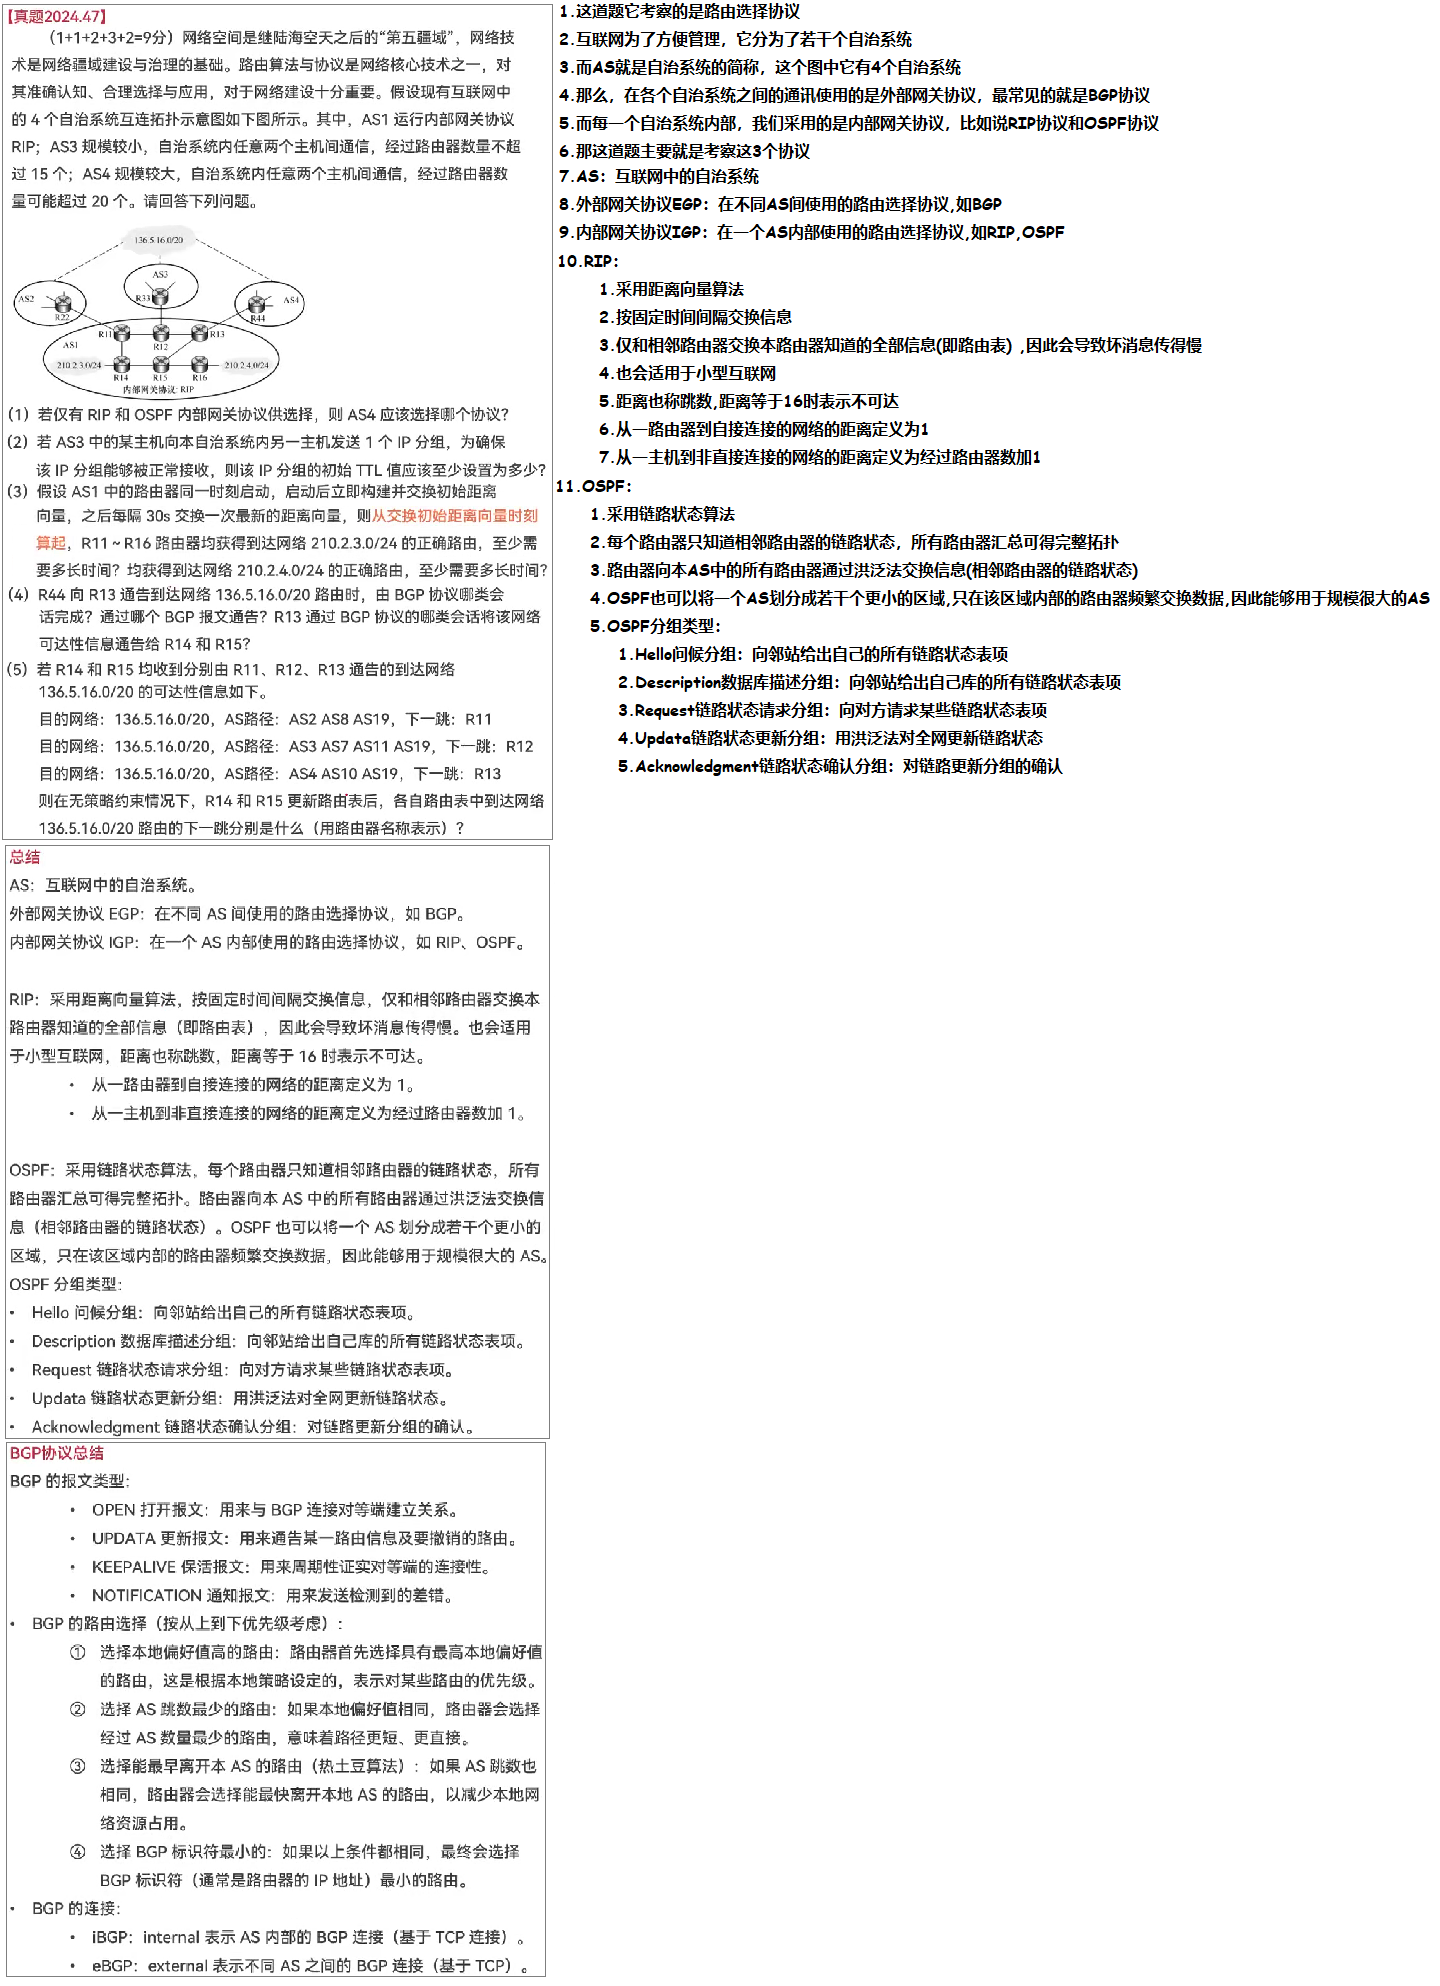 【真题2024.47】
（1+1+2+3+2=9分）网络空间是继陆海空天之后的“第五疆域”，网络技
术是网络疆域建设与治理的基础。路由算法与协议是网络核心技术之一，对
其准确认知、合理选择与应用，对于网络建设十分重要。假设现有互联网中
的 4 个自治系统互连拓扑示意图如下图所示。其中，AS1 运行内部网关协议
RIP；AS3 规模较小，自治系统内任意两个主机间通信，经过路由器数量不超
过 15 个；AS4 规模较大，自治系统内任意两个主机间通信，经过路由器数
量可能超过 20 个。请回答下列问题。
136.5.16.0/20
AS3
AS2
R33
AS4
R22
R44
R11
R12
R13
AS1
210.2.3.0/24
210.2.4.0/24
R14
R15
R16
内部网关协议: RIP
（1）若仅有 RIP 和 OSPF 内部网关协议供选择，则 AS4 应该选择哪个协议？
（2）若 AS3 中的某主机向本自治系统内另一主机发送 1 个 IP 分组，为确保
该 IP 分组能够被正常接收，则该 IP 分组的初始 TTL 值应该至少设置为多少？
（3）假设 AS1 中的路由器同一时刻启动，启动后立即构建并交换初始距离
向量，之后每隔 30s 交换一次最新的距离向量，则从交换初始距离向量时刻
算起，R11 ~ R16 路由器均获得到达网络 210.2.3.0/24 的正确路由，至少需
要多长时间？均获得到达网络 210.2.4.0/24 的正确路由，至少需要多长时间？
（4）R44 向 R13 通告到达网络 136.5.16.0/20 路由时，由 BGP 协议哪类会
话完成？通过哪个 BGP 报文通告？R13 通过 BGP 协议的哪类会话将该网络
可达性信息通告给 R14 和 R15？
（5）若 R14 和 R15 均收到分别由 R11、R12、R13 通告的到达网络
136.5.16.0/20 的可达性信息如下。
目的网络：136.5.16.0/20，AS路径：AS2 AS8 AS19，下一跳：R11
目的网络：136.5.16.0/20，AS路径：AS3 AS7 AS11 AS19，下一跳：R12
目的网络：136.5.16.0/20，AS路径：AS4 AS10 AS19，下一跳：R13
则在无策略约束情况下，R14 和 R15 更新路由表后，各自路由表中到达网络
136.5.16.0/20 路由的下一跳分别是什么（用路由器名称表示）？
总结
AS：互联网中的自治系统。
外部网关协议 EGP：在不同 AS 间使用的路由选择协议，如 BGP。
内部网关协议 IGP：在一个 AS 内部使用的路由选择协议，如 RIP、OSPF。
RIP：采用距离向量算法，按固定时间间隔交换信息，仅和相邻路由器交换本
路由器知道的全部信息（即路由表），因此会导致坏消息传得慢。也会适用
于小型互联网，距离也称跳数，距离等于 16 时表示不可达。
• 从一路由器到自接连接的网络的距离定义为 1。
• 从一主机到非直接连接的网络的距离定义为经过路由器数加 1。
OSPF：采用链路状态算法，每个路由器只知道相邻路由器的链路状态，所有
路由器汇总可得完整拓扑。路由器向本 AS 中的所有路由器通过洪泛法交换信
息（相邻路由器的链路状态）。OSPF 也可以将一个 AS 划分成若干个更小的
区域，只在该区域内部的路由器频繁交换数据，因此能够用于规模很大的 AS。
OSPF 分组类型：
• Hello 问候分组：向邻站给出自己的所有链路状态表项。
• Description 数据库描述分组：向邻站给出自己库的所有链路状态表项。
• Request 链路状态请求分组：向对方请求某些链路状态表项。
• Updata 链路状态更新分组：用洪泛法对全网更新链路状态。
• Acknowledgment 链路状态确认分组：对链路更新分组的确认。
BGP协议总结
BGP 的报文类型：
• OPEN 打开报文：用来与 BGP 连接对等端建立关系。
• UPDATA 更新报文：用来通告某一路由信息及要撤销的路由。
• KEEPALIVE 保活报文：用来周期性证实对等端的连接性。
• NOTIFICATION 通知报文：用来发送检测到的差错。
• BGP 的路由选择（按从上到下优先级考虑）：
① 选择本地偏好值高的路由：路由器首先选择具有最高本地偏好值
的路由，这是根据本地策略设定的，表示对某些路由的优先级。
② 选择 AS 跳数最少的路由：如果本地偏好值相同，路由器会选择
经过 AS 数量最少的路由，意味着路径更短、更直接。
③ 选择能最早离开本 AS 的路由（热土豆算法）：如果 AS 跳数也
相同，路由器会选择能最快离开本地 AS 的路由，以减少本地网
络资源占用。
④ 选择 BGP 标识符最小的：如果以上条件都相同，最终会选择
BGP 标识符（通常是路由器的 IP 地址）最小的路由。
• BGP 的连接：
• iBGP：internal 表示 AS 内部的 BGP 连接（基于 TCP 连接）。
• eBGP：external 表示不同 AS 之间的 BGP 连接（基于 TCP）。
1.这道题它考察的是路由选择协议
2.互联网为了方便管理，它分为了若干个自治系统
3.而AS就是自治系统的简称，这个图中它有4个自治系统
4.那么，在各个自治系统之间的通讯使用的是外部网关协议，最常见的就是BGP协议
5.而每一个自治系统内部，我们采用的是内部网关协议，比如说RIP协议和OSPF协议
6.那这道题主要就是考察这3个协议
7.AS：互联网中的自治系统
8.外部网关协议EGP：在不同AS间使用的路由选择协议,如BGP
9.内部网关协议IGP：在一个AS内部使用的路由选择协议,如RIP,OSPF
10.RIP：
1.采用距离向量算法
2.按固定时间间隔交换信息
3.仅和相邻路由器交换本路由器知道的全部信息(即路由表) ,因此会导致坏消息传得慢
4.也会适用于小型互联网
5.距离也称跳数,距离等于16时表示不可达
6.从一路由器到自接连接的网络的距离定义为1
7.从一主机到非直接连接的网络的距离定义为经过路由器数加1
11.OSPF：
1.采用链路状态算法
2.每个路由器只知道相邻路由器的链路状态，所有路由器汇总可得完整拓扑
3.路由器向本AS中的所有路由器通过洪泛法交换信息(相邻路由器的链路状态)
4.OSPF也可以将一个AS划分成若干个更小的区域,只在该区域内部的路由器频繁交换数据,因此能够用于规模很大的AS
5.OSPF分组类型：
1.Hello问候分组：向邻站给出自己的所有链路状态表项
2.Description数据库描述分组：向邻站给出自己库的所有链路状态表项
3.Request链路状态请求分组：向对方请求某些链路状态表项
4.Updata链路状态更新分组：用洪泛法对全网更新链路状态
5.Acknowledgment链路状态确认分组：对链路更新分组的确认